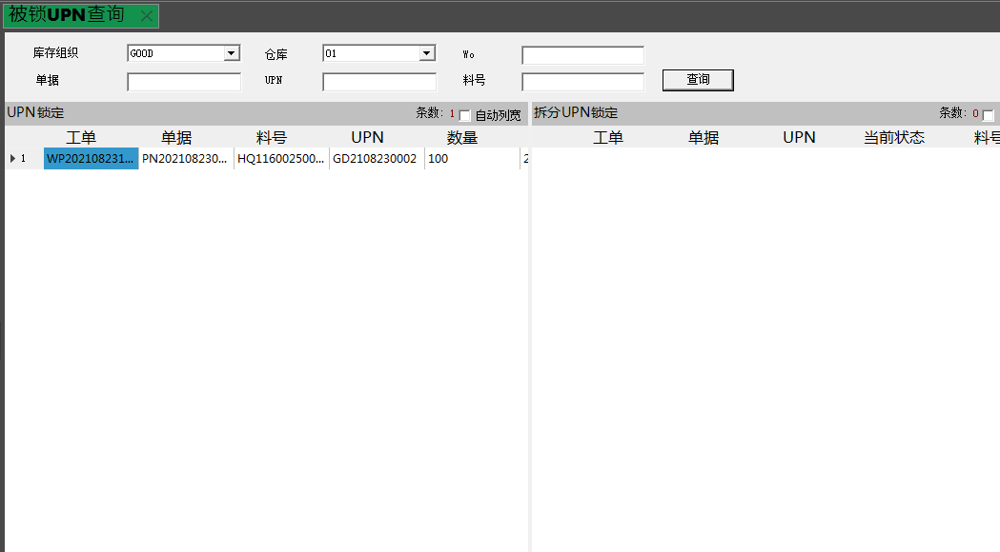 被锁UPN查询
库存组织 GOOD 仓库 01 Wo
单据 UPN 料号 查询
UPN锁定 条数: 1 自动列宽
工单 单据 料号 UPN 数量
1 WP202108231... PN202108230... HQ116002500... GD2108230002 100 2
拆分UPN锁定 条数: 0
工单 单据 UPN 当前状态 料号